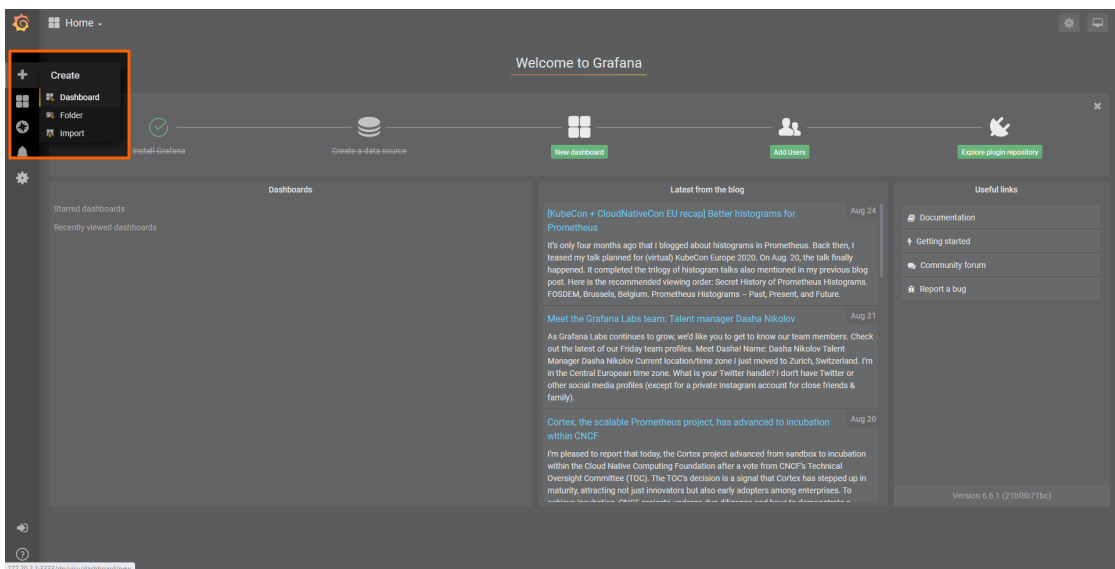 Home
Welcome to Grafana
Create
Dashboard
Folder
Import
Install Grafana
Create a data source
New dashboard
Add Users
Explore plugin repository
Dashboards
Starred dashboards
Recently viewed dashboards
Latest from the blog
[KubeCon + CloudNativeCon EU recap] Better histograms for
Prometheus
Aug 24
It's only four months ago that I blogged about histograms in Prometheus. Back then, I
teased my talk planned for (virtual) KubeCon Europe 2020. On Aug. 20, the talk finally
happened. It completed the trilogy of histogram talks also mentioned in my previous blog
post. Here is the recommended viewing order: Secret History of Prometheus Histograms.
FOSDEM, Brussels, Belgium. Prometheus Histograms – Past, Present, and Future.
Meet the Grafana Labs team: Talent manager Dasha Nikolov
Aug 21
As Grafana Labs continues to grow, we'd like you to get to know our team members. Check
out the latest of our Friday team profiles. Meet Dasha! Name: Dasha Nikolov Talent
Manager Dasha Nikolov Current location/time zone I just moved to Zurich, Switzerland. I'm
in the Central European time zone. What is your Twitter handle? I don't have Twitter or
other social media profiles (except for a private Instagram account for close friends &
family).
Cortex, the scalable Prometheus project, has advanced to incubation
within CNCF
Aug 20
I'm pleased to report that today, the Cortex project advanced from sandbox to incubation
within the Cloud Native Computing Foundation after a vote from CNCF's Technical
Oversight Committee (TOC). The TOC's decision is a signal that Cortex has stepped up in
maturity, attracting not just innovators but also early adopters among enterprises. To
Useful links
Documentation
Getting started
Community forum
Report a bug
Version 6.6.1 (21bf8b71bc)